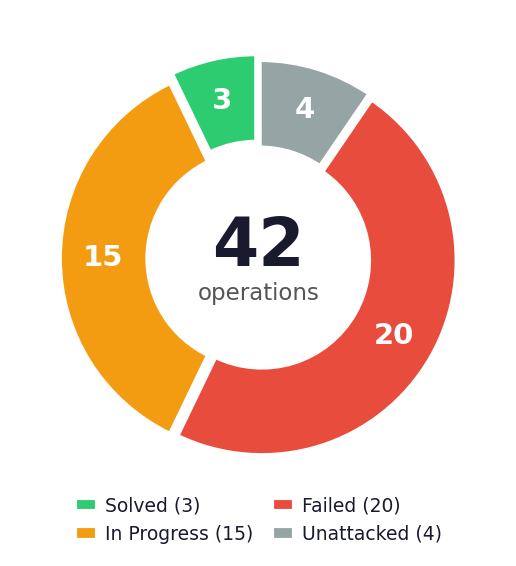 3
4
15
42
operations
20
Solved (3)
Failed (20)
In Progress (15)
Unattacked (4)